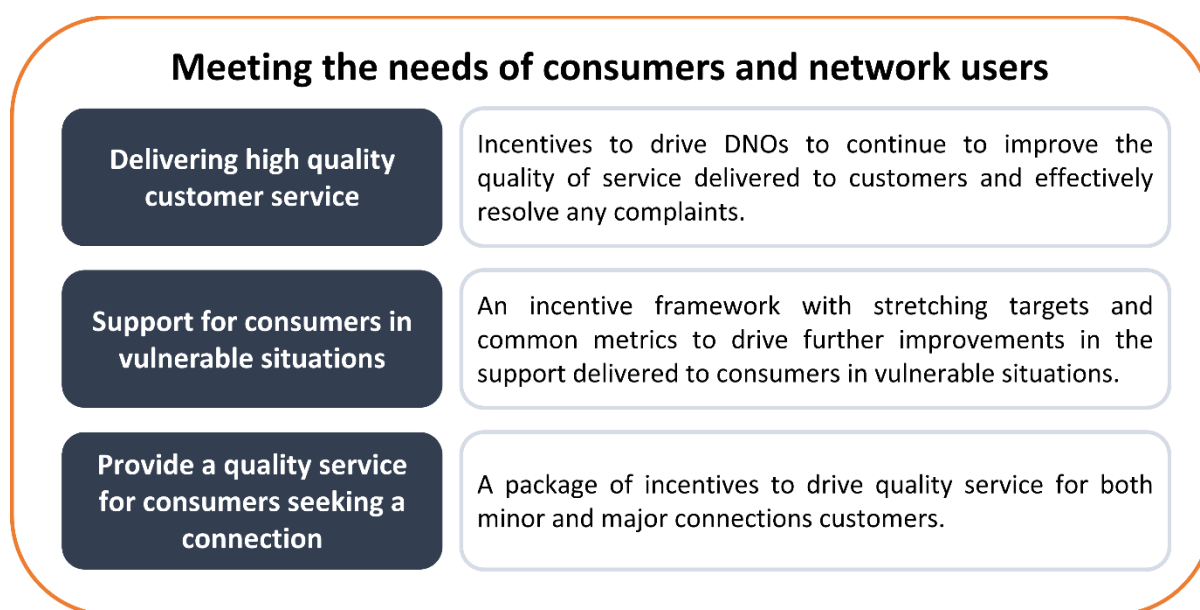 Meeting the needs of consumers and network users
Delivering high quality
customer service
Incentives to drive DNOs to continue to improve the
quality of service delivered to customers and effectively
resolve any complaints.
Support for consumers in
vulnerable situations
An incentive framework with stretching targets and
common metrics to drive further improvements in the
support delivered to consumers in vulnerable situations.
Provide a quality service
for consumers seeking a
connection
A package of incentives to drive quality service for both
minor and major connections customers.